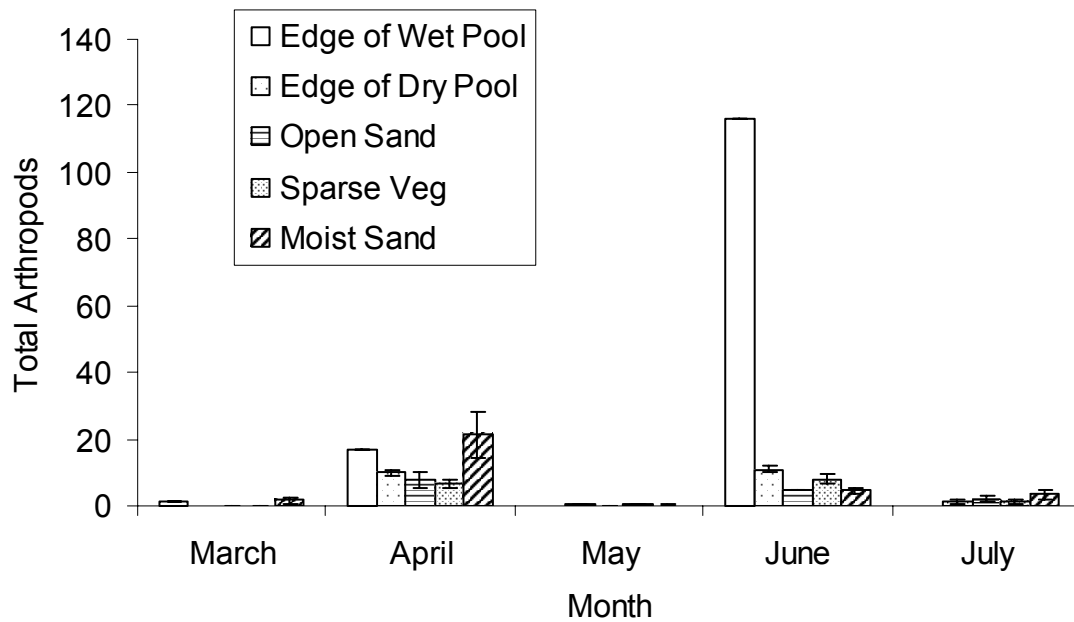 Edge of Wet Pool
Edge of Dry Pool
Open Sand
Sparse Veg
Moist Sand
Total Arthropods
140
120
100
80
60
40
20
0
March April May June July
Month